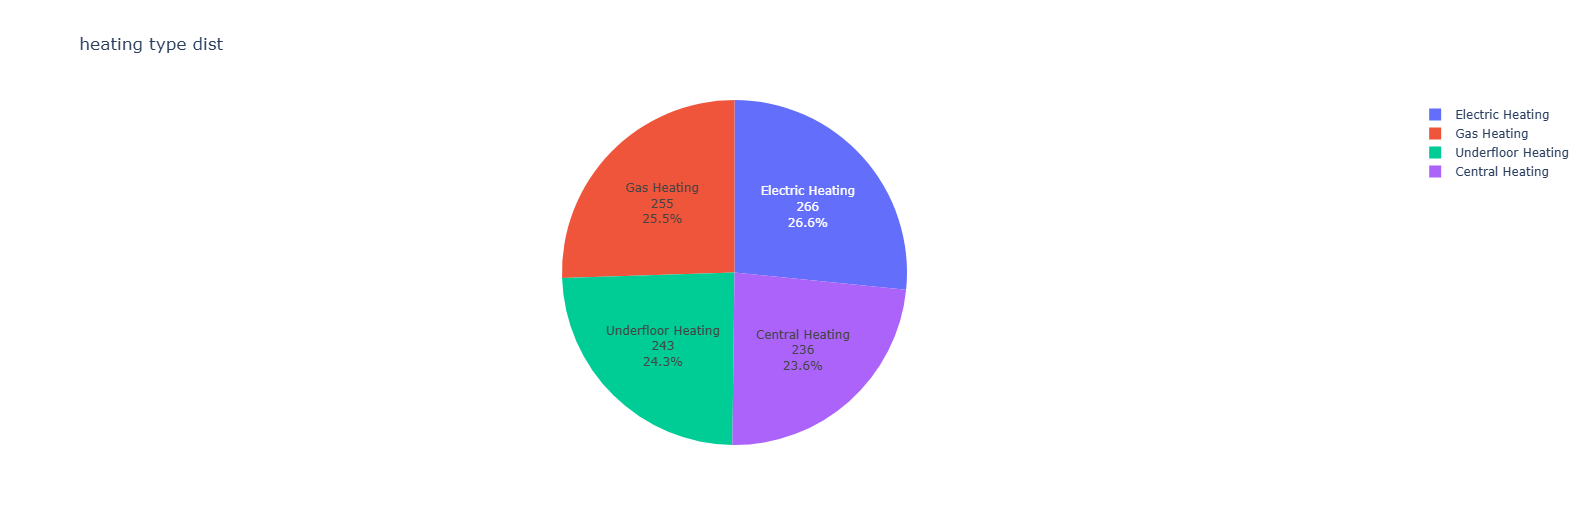 heating type dist
Electric Heating
Gas Heating
Underfloor Heating
Central Heating
Gas Heating
255
25.5%
Electric Heating
266
26.6%
Underfloor Heating
243
24.3%
Central Heating
236
23.6%